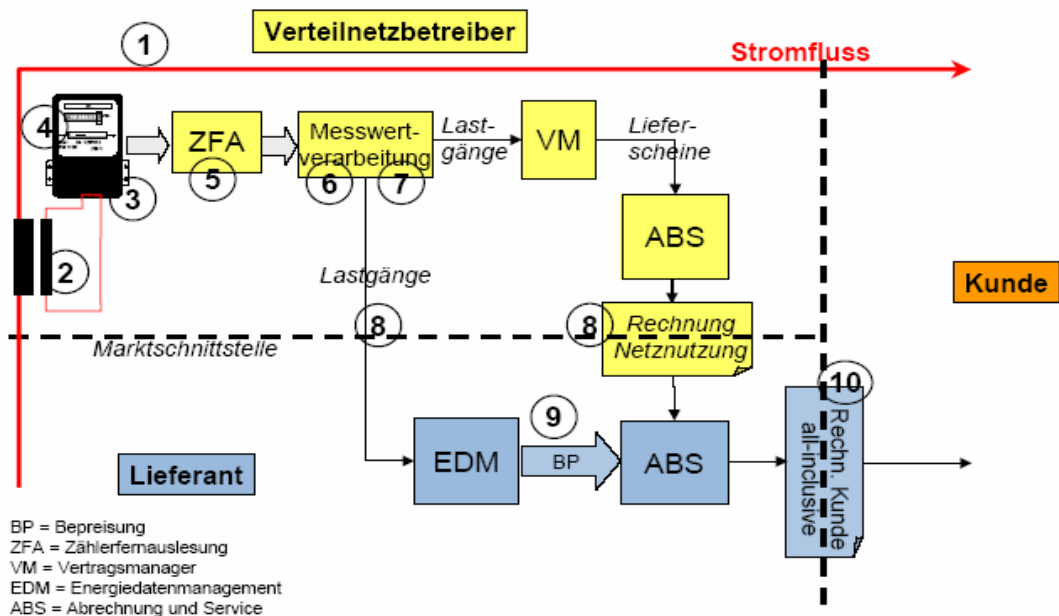 Verteilnetzbetreiber
1
Stromfluss
4
3
2
ZFA
5
Messwert-
verarbeitung
6 7
Last-
gänge
VM
Liefer-
scheine
ABS
Lastgänge
8
8
Rechnung
Netznutzung
Kunde
Marktschnittstelle
Lieferant
EDM
9
BP
ABS
10
Rechn. Kunde
all-inclusive
BP = Bepreisung
ZFA = Zählerfernauslesung
VM = Vertragsmanager
EDM = Energiedatenmanagement
ABS = Abrechnung und Service